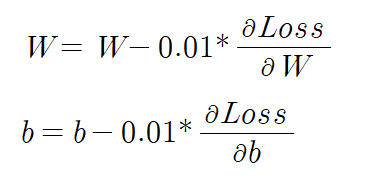 W = W − 0.01* ∂Loss/∂W
b = b − 0.01* ∂Loss/∂b